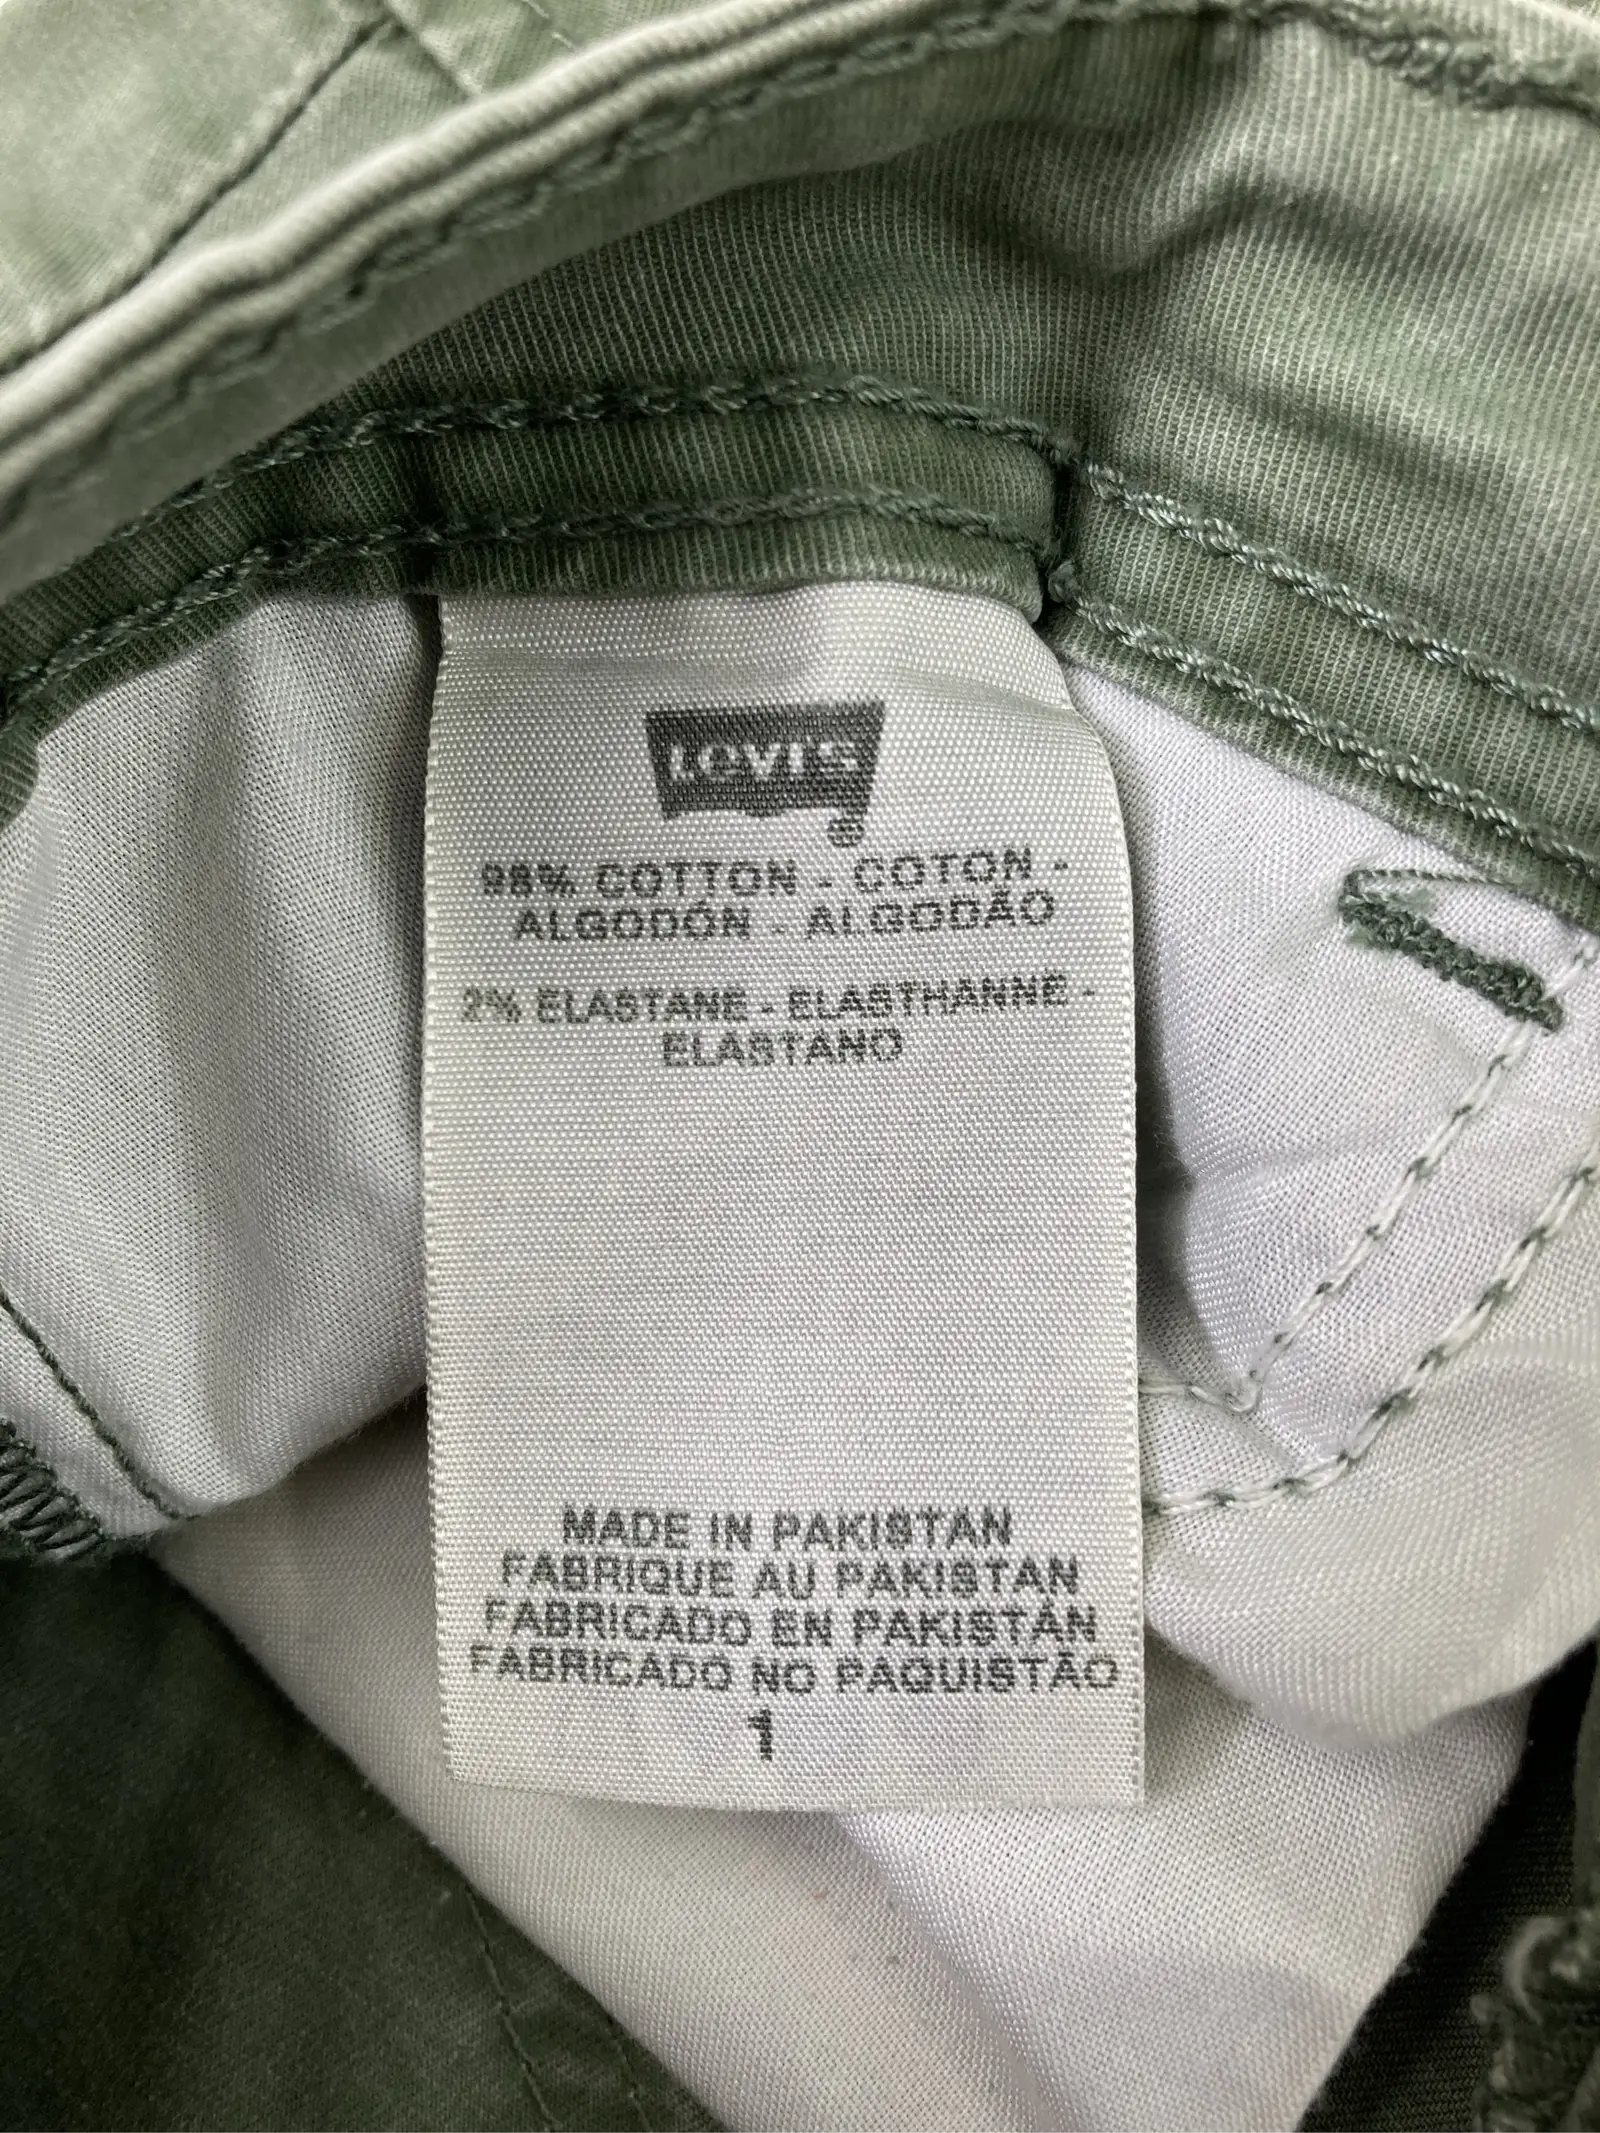 Levi's
®
98% COTTON - COTON -
ALGODÓN - ALGODÃO
2% ELASTANE - ELASTHANNE -
ELASTANO
MADE IN PAKISTAN
FABRIQUE AU PAKISTAN
FABRICADO EN PAKISTÁN
FABRICADO NO PAQUISTÃO
1